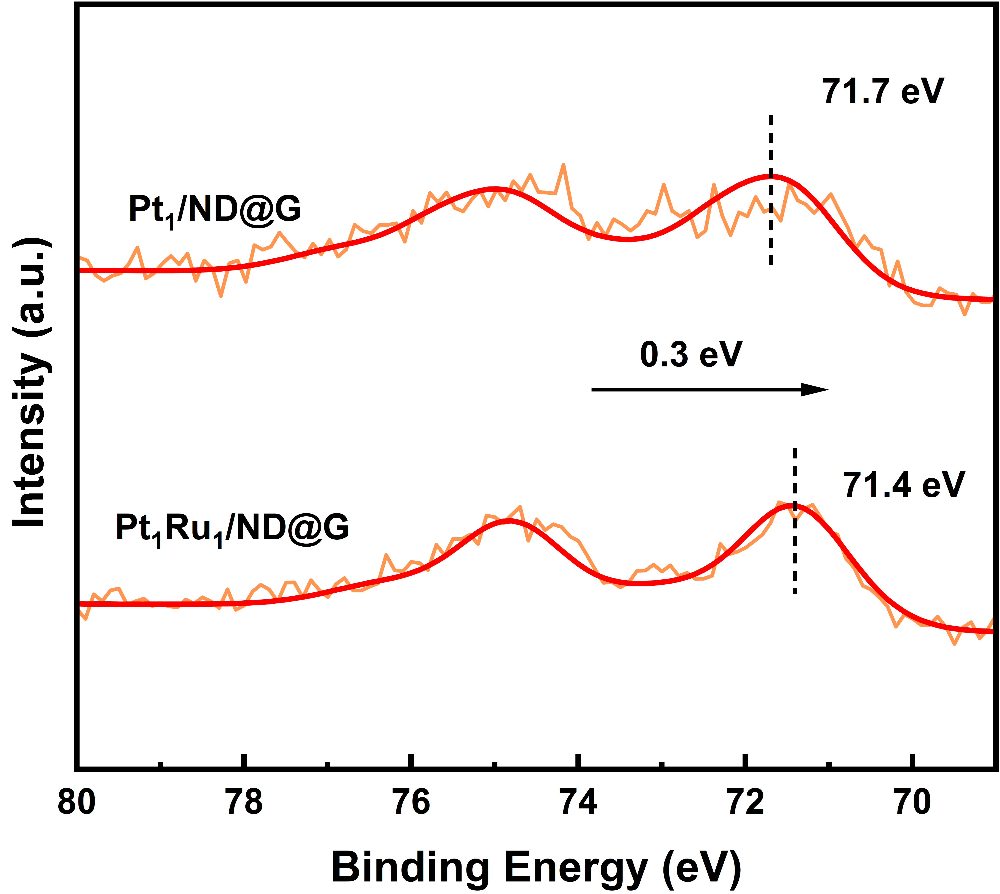 71.7 eV
Pt₁/ND@G
0.3 eV
71.4 eV
Pt₁Ru₁/ND@G
Intensity (a.u.)
80 78 76 74 72 70
Binding Energy (eV)